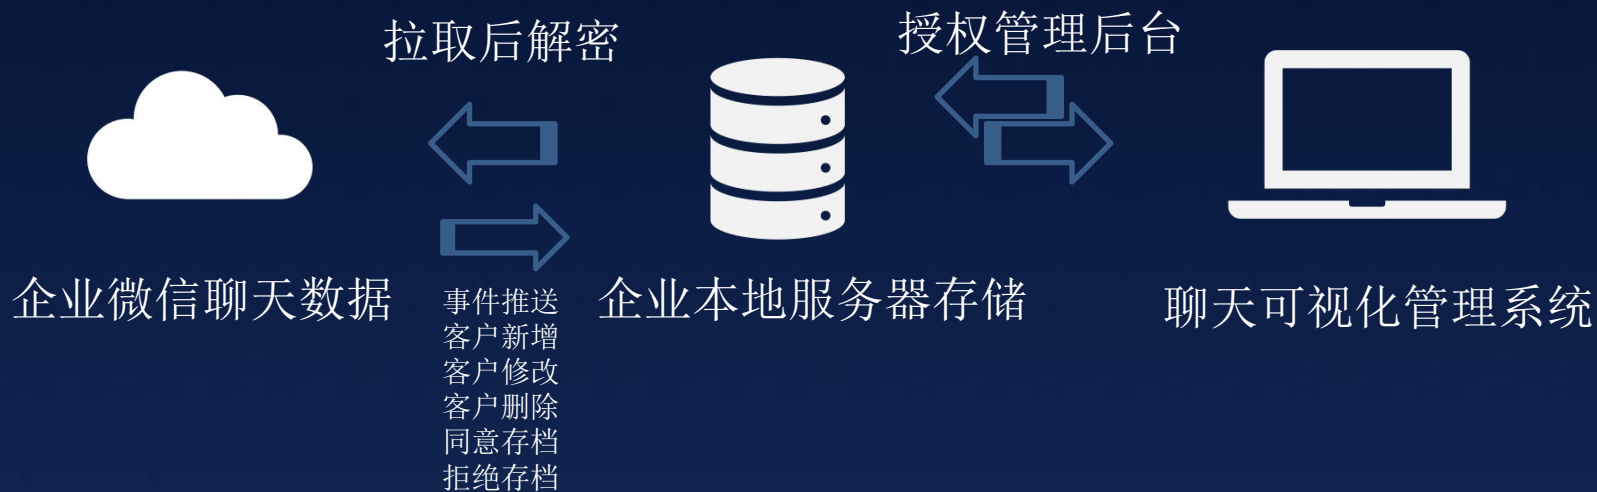 拉取后解密
授权管理后台
企业微信聊天数据
事件推送
客户新增
客户修改
客户删除
同意存档
拒绝存档
企业本地服务器存储
聊天可视化管理系统